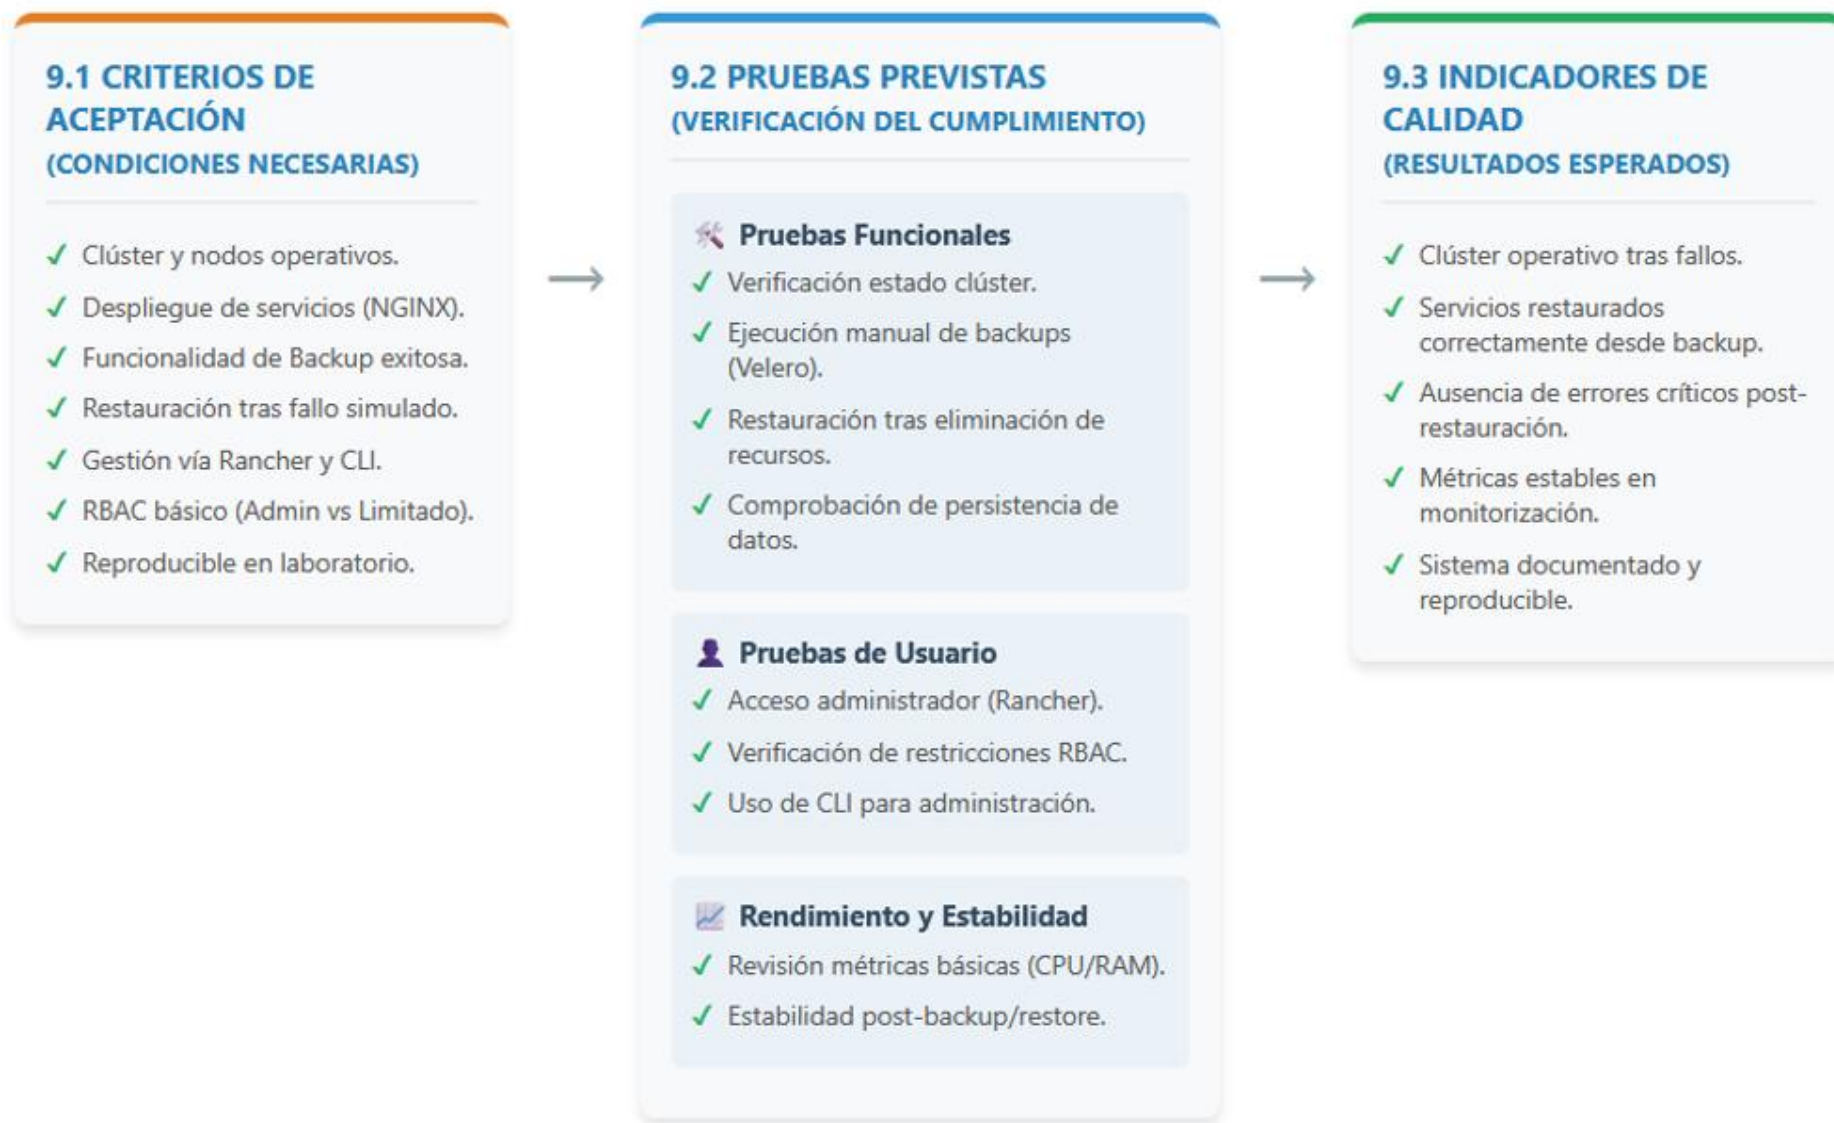 9.1 CRITERIOS DE
ACEPTACIÓN
(CONDICIONES NECESARIAS)
✓ Clúster y nodos operativos.
✓ Despliegue de servicios (NGINX).
✓ Funcionalidad de Backup exitosa.
✓ Restauración tras fallo simulado.
✓ Gestión vía Rancher y CLI.
✓ RBAC básico (Admin vs Limitado).
✓ Reproducible en laboratorio.
→
9.2 PRUEBAS PREVISTAS
(VERIFICACIÓN DEL CUMPLIMIENTO)
Pruebas Funcionales
✓ Verificación estado clúster.
✓ Ejecución manual de backups
(Velero).
✓ Restauración tras eliminación de
recursos.
✓ Comprobación de persistencia de
datos.
Pruebas de Usuario
✓ Acceso administrador (Rancher).
✓ Verificación de restricciones RBAC.
✓ Uso de CLI para administración.
Rendimiento y Estabilidad
✓ Revisión métricas básicas (CPU/RAM).
✓ Estabilidad post-backup/restore.
→
9.3 INDICADORES DE
CALIDAD
(RESULTADOS ESPERADOS)
✓ Clúster operativo tras fallos.
✓ Servicios restaurados
correctamente desde backup.
✓ Ausencia de errores críticos post-
restauración.
✓ Métricas estables en
monitorización.
✓ Sistema documentado y
reproducible.